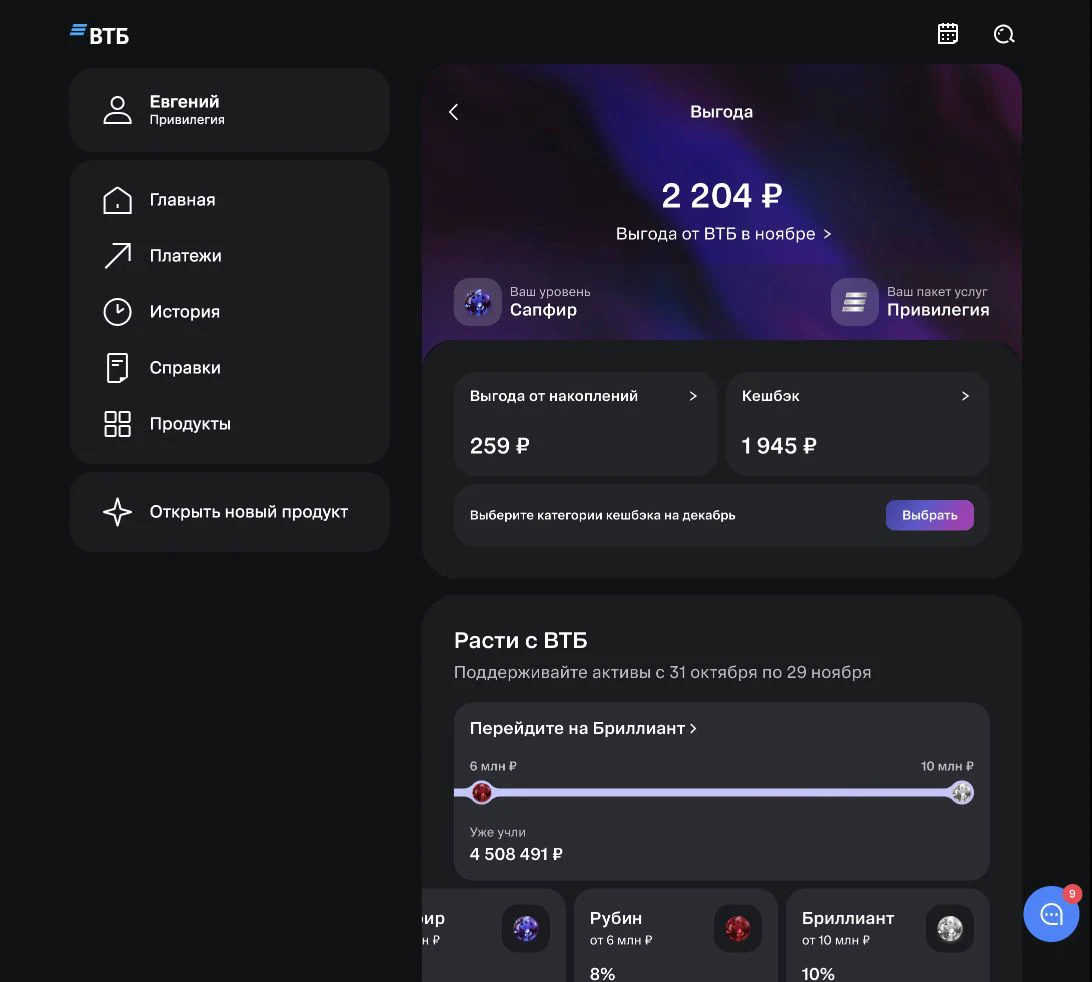 ВТБ
Евгений
Привилегия
Главная
Платежи
История
Справки
Продукты
Открыть новый продукт
Выгода
2 204 ₽
Выгода от ВТБ в ноябре >
Ваш уровень
Сапфир
Ваш пакет услуг
Привилегия
Выгода от накоплений >
259 ₽
Кешбэк >
1 945 ₽
Выберите категории кешбэка на декабрь
Выбрать
Расти с ВТБ
Поддерживайте активы с 31 октября по 29 ноября
Перейдите на Бриллиант >
6 млн ₽
10 млн ₽
Уже учли
4 508 491 ₽
ир
н ₽
Рубин
от 6 млн ₽
8%
Бриллиант
от 10 млн ₽
10%
9